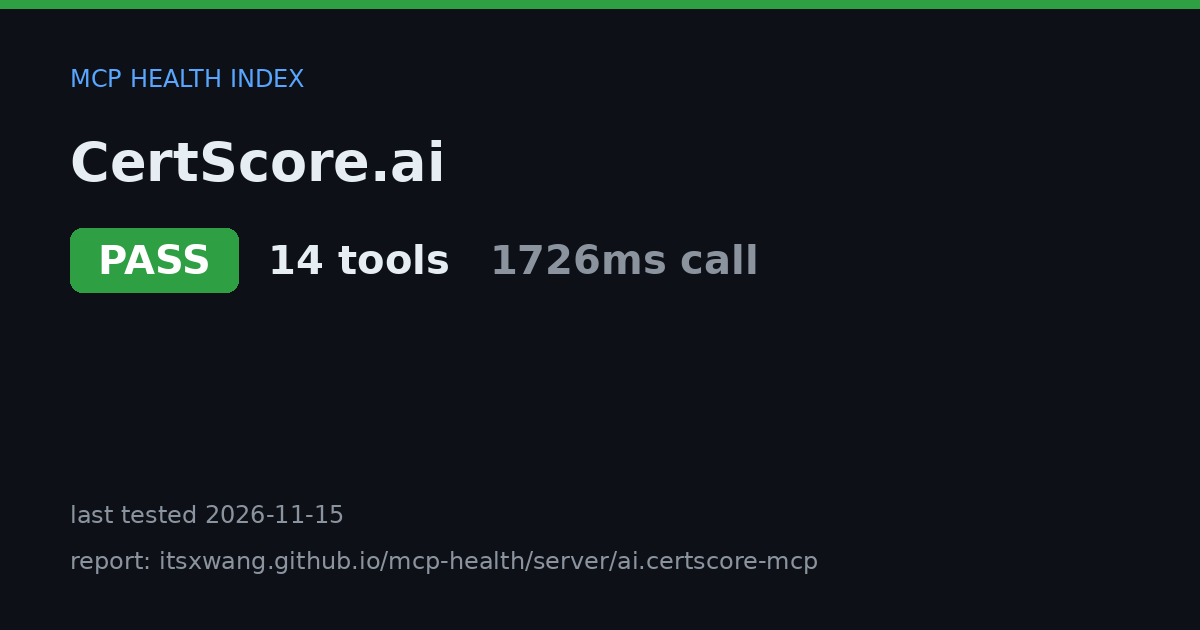 MCP HEALTH INDEX
CertScore.ai
PASS 14 tools 1726ms call
last tested 2026-11-15
report: itsxwang.github.io/mcp-health/server/ai.certscore-mcp